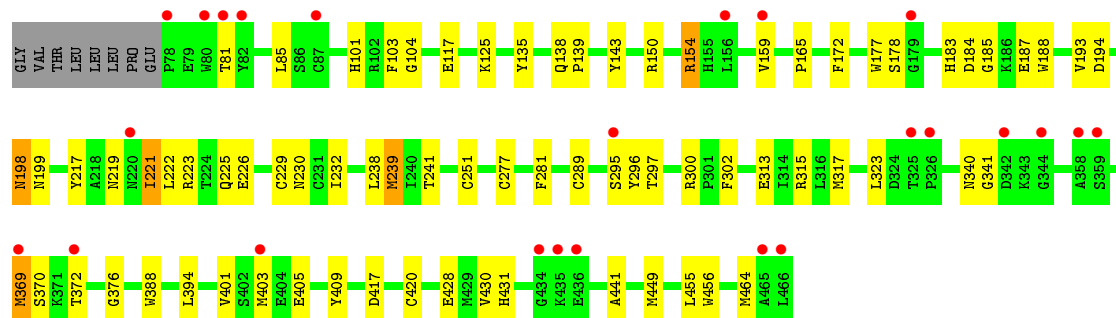 GLY VAL THR LEU LEU LEU PRO GLU P78 E79 W80 T81 Y82 L85 S86 C87 H101 R102 F103 G104 E117 K125 Y135 Q138 P139 Y143 R150 R154 H155 L156 V159 P165 F172 W177 S178 G179 H183 D184 G185 K186 E187 W188 V193 D194
N198 N199 Y217 A218 N219 N220 I221 L222 R223 T224 Q225 E226 C229 N230 C231 I232 L238 M239 I240 T241 C251 C277 F281 C289 S295 Y296 T297 R300 P301 F302 E313 I314 R315 L316 M317 L323 D324 T325 P326 N340 G341 D342 K343 G344 A358 S359
M369 S370 K371 T372 G376 W388 L394 V401 S402 M403 E404 E405 Y409 D417 C420 E428 M429 V430 H431 G434 K435 E436 A441 M449 L455 W456 M464 A465 L466